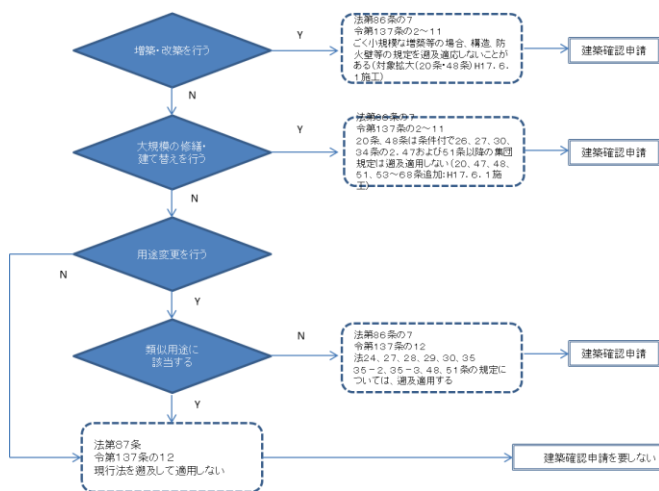 増築・改築を行う
Y
法第86条の7
令第137条の2～11
ごく小規模な増築等の場合、構造、防
火壁等の規定を遡及適応しないことが
ある(対象拡大(20条・48条)H17．6．
1施工)
建築確認申請
N
大規模の修繕・
建て替えを行う
Y
法第86条の7
令第137条の2～11
20条、48条は条件付で26、27、30、
34条の2、47および51条以降の集団
規定は遡及適用しない(20、47、48、
51、53～68条追加：H17．6．1施
工)
建築確認申請
N
用途変更を行う
N
Y
類似用途に
該当する
N
法第86条の7
令第137条の12
法24、27、28、29、30、35
35－2、35－3、48、51条の規定に
ついては、遡及適用する
建築確認申請
Y
法第87条
令第137条の12
現行法を遡及して適用しない
建築確認申請を要しない